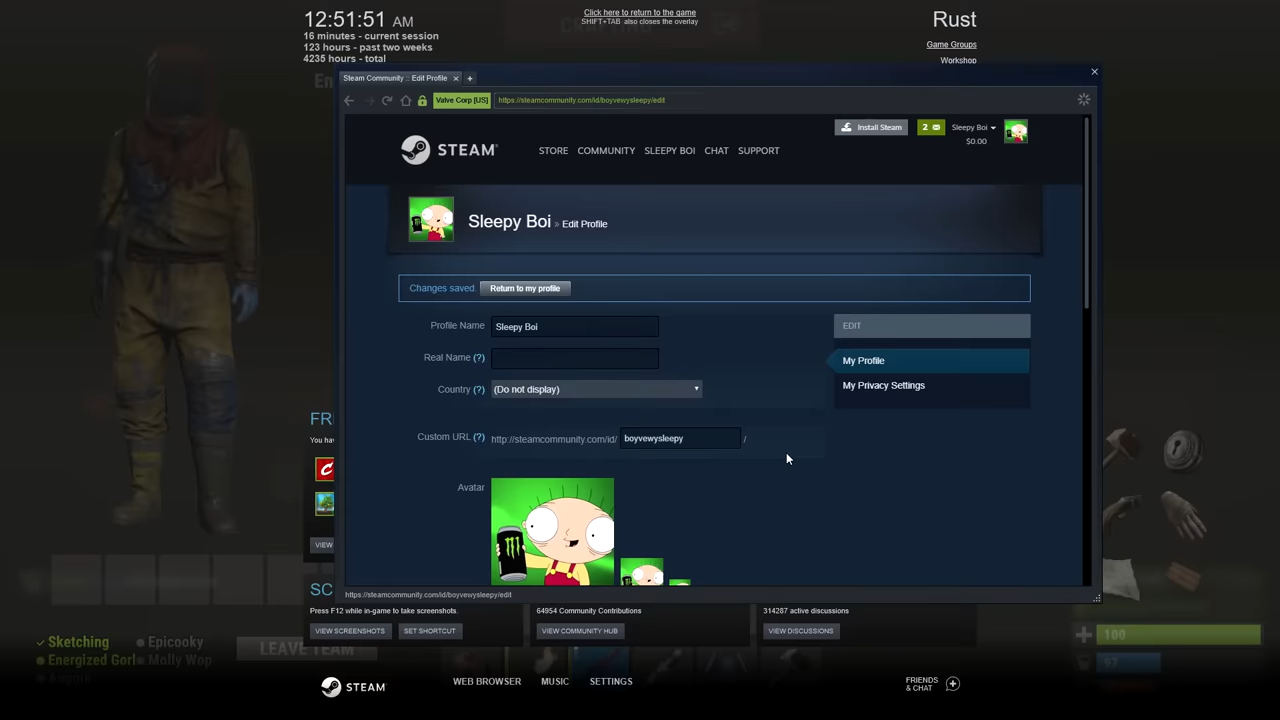 12:51:51 AM
16 minutes - current session
123 hours - past two weeks
4235 hours - total
Click here to return to the game
SHIFT+TAB also closes the overlay
Rust
Game Groups
Workshop
Steam Community :: Edit Profile × +
Valve Corp [US] https://steamcommunity.com/id/boyvewysleepy/edit
Install Steam 2 Sleepy Boi
$0.00
STEAM STORE COMMUNITY SLEEPY BOI CHAT SUPPORT
Sleepy Boi » Edit Profile
Changes saved. Return to my profile
Profile Name Sleepy Boi
EDIT
Real Name (?)
My Profile
Country (?) (Do not display)
My Privacy Settings
Custom URL (?) http://steamcommunity.com/id/ boyvewysleepy /
Avatar
FR
You hav
VIEW
SC
https://steamcommunity.com/id/boyvewysleepy/edit
Press F12 while in-game to take screenshots.
64954 Community Contributions
314287 active discussions
VIEW SCREENSHOTS SET SHORTCUT VIEW COMMUNITY HUB VIEW DISCUSSIONS
Sketching Epicooky
Energized Gorl Molly Wop
LEAVE TEAM
100
STEAM WEB BROWSER MUSIC SETTINGS
FRIENDS
& CHAT